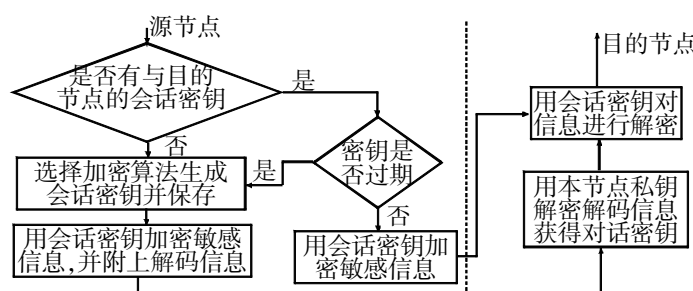 源节点
是否有与目的
节点的会话密钥
是
否
选择加密算法生成
会话密钥并保存
是
密钥是
否过期
否
用会话密钥加密敏感
信息,并附上解码信息
用会话密钥加
密敏感信息
目的节点
用会话密钥对
信息进行解密
用本节点私钥
解密解码信息
获得对话密钥